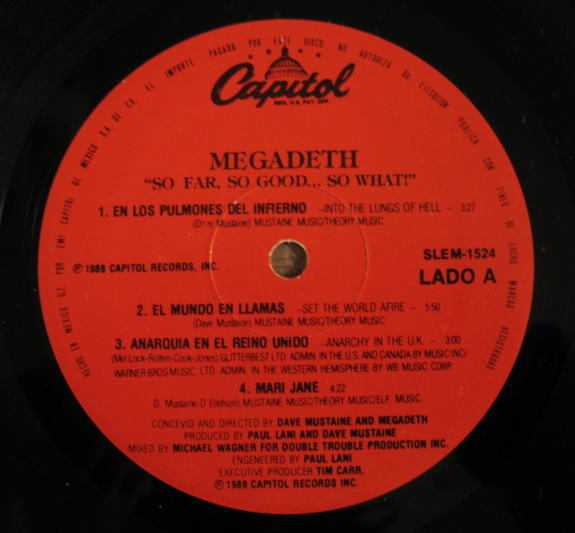 Capitol
REG. U.S. PAT. OFF.
MEGADETH
"SO FAR, SO GOOD... SO WHAT!"
1. EN LOS PULMONES DEL INFIERNO –INTO THE LUNGS OF HELL – 3:27
(Dave Mustaine) MUSTAINE MUSIC/THEORY MUSIC
℗ 1988 CAPITOL RECORDS, INC.
SLEM-1524
LADO A
2. EL MUNDO EN LLAMAS –SET THE WORLD AFIRE – 5:50
(Dave Mustaine) MUSTAINE MUSIC/THEORY MUSIC
3. ANARQUIA EN EL REINO UNIDO –ANARCHY IN THE U.K. – 3:00
(Met Lock-Rotten-Cook-Jones) GLITTERBEST LTD. ADMIN. IN THE U.S. AND CANADA BY MUSIC INC/
WARNER BROS.MUSIC LTD. ADMIN. IN THE WESTERN HEMISPHERE BY WB MUSIC CORP.
4. MARI JANE 4:22
D. Mustaine-D Ellefson) MUSTAINE MUSIC/THEORY MUSIC/ELF. MUSIC.
CONCEVID AND DIRECTED BY DAVE MUSTAINE AND MEGADETH
PRODUCED BY PAUL LANI AND DAVE MUSTAINE
MIXED BY MICHAEL WAGNER FOR DOUBLE TROUBLE PRODUCTION INC.
ENGENEERED BY PAUL LANI
EXECUTIVE PRODUCER TIM CARR.
℗ 1988 CAPITOL RECORDS INC.
HECHO EN MEXICO D.F. POR EMI CAPITOL DE MEXICO S.A. DE C.V. EL IMPORTE PAGADO POR ESTE DISCO NO AUTORIZA SU EJECUCION PUBLICA CON FINES DE LUCRO MARCAS REGISTRADAS